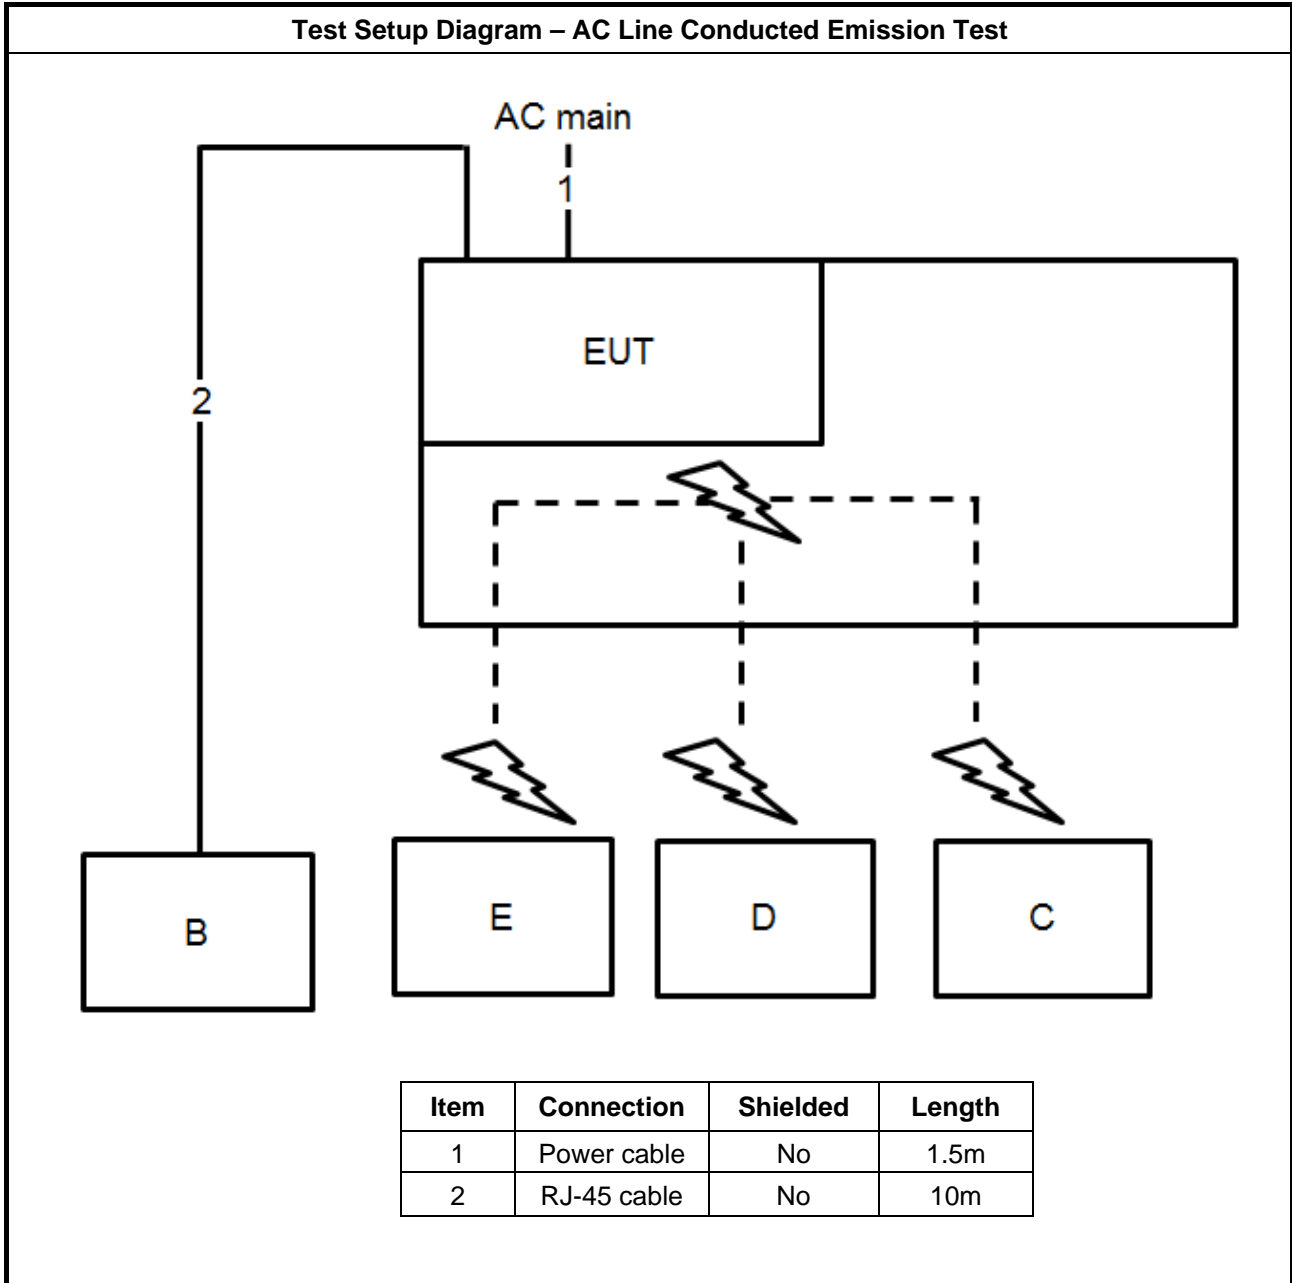 Test Setup Diagram – AC Line Conducted Emission Test
AC main
1
EUT
2
B
E
D
C
Item Connection Shielded Length
1 Power cable No 1.5m
2 RJ-45 cable No 10m